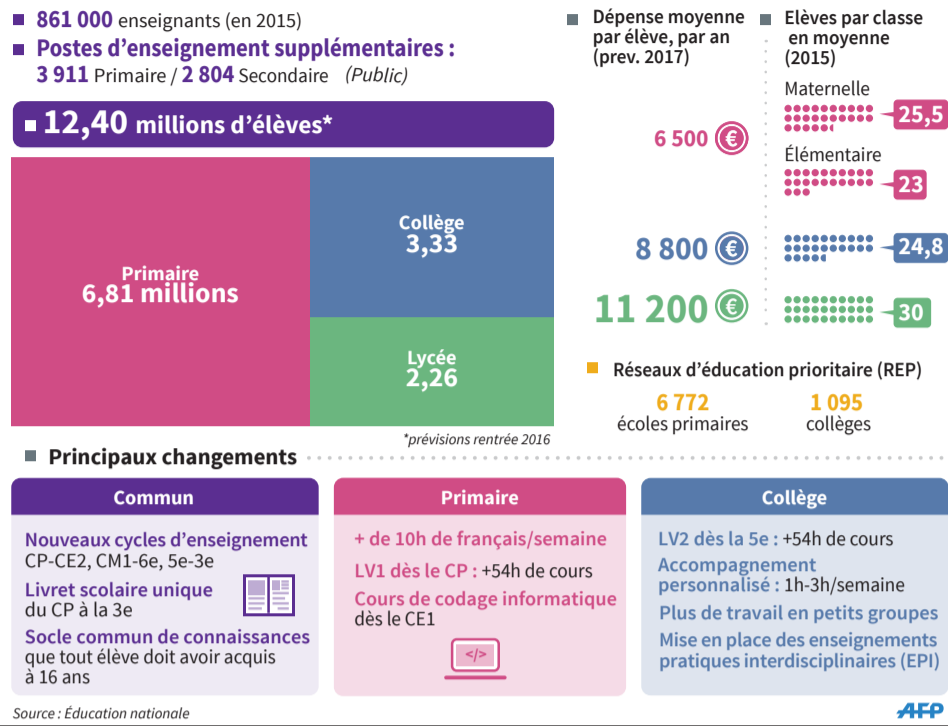 861 000 enseignants (en 2015)
Postes d'enseignement supplémentaires :
3 911 Primaire / 2 804 Secondaire (Public)
12,40 millions d'élèves*
Primaire
6,81 millions
Collège
3,33
Lycée
2,26
*prévisions rentrée 2016
Dépense moyenne
par élève, par an
(prev. 2017)
6 500 €
8 800 €
11 200 €
Elèves par classe
en moyenne
(2015)
Maternelle
25,5
Élémentaire
23
24,8
30
Réseaux d'éducation prioritaire (REP)
6 772
écoles primaires
1 095
collèges
Principaux changements
Commun
Nouveaux cycles d'enseignement
CP-CE2, CM1-6e, 5e-3e
Livret scolaire unique
du CP à la 3e
Socle commun de connaissances
que tout élève doit avoir acquis
à 16 ans
Primaire
+ de 10h de français/semaine
LV1 dès le CP : +54h de cours
Cours de codage informatique
dès le CE1
</>
Collège
LV2 dès la 5e : +54h de cours
Accompagnement
personnalisé : 1h-3h/semaine
Plus de travail en petits groupes
Mise en place des enseignements
pratiques interdisciplinaires (EPI)
Source : Éducation nationale
AFP